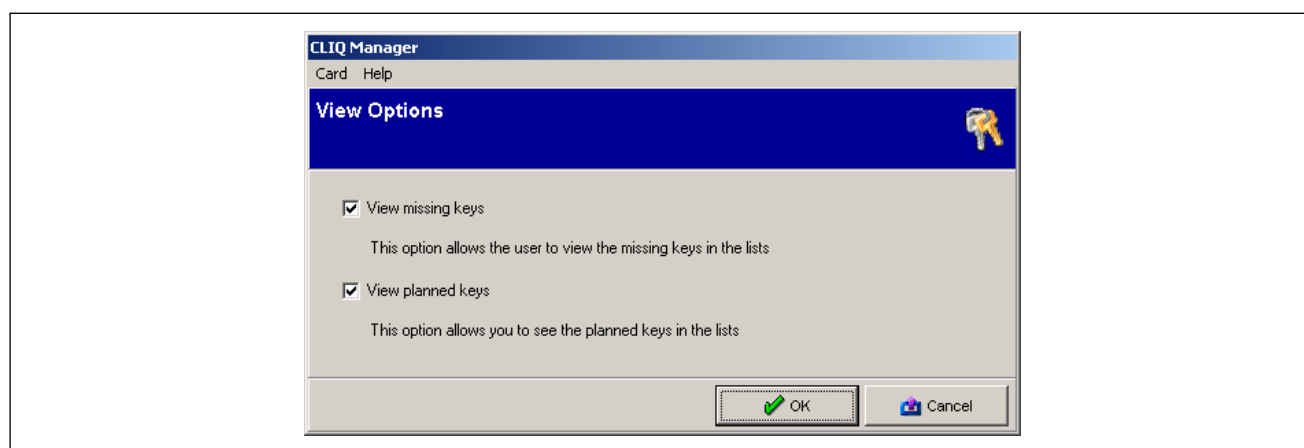 CLIQ Manager
Card Help
View Options
View missing keys
This option allows the user to view the missing keys in the lists
View planned keys
This option allows you to see the planned keys in the lists
OK Cancel